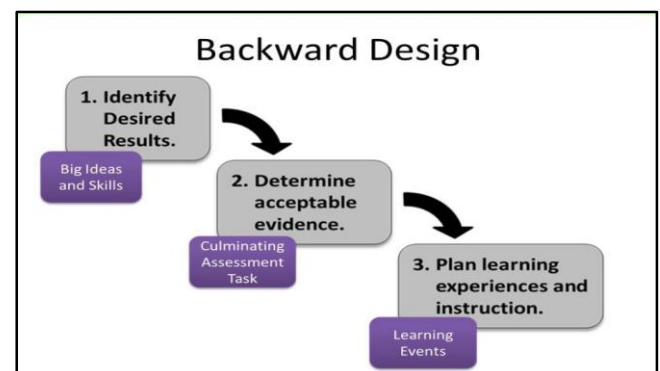 Backward Design
1. Identify
Desired
Results.
Big Ideas
and Skills
2. Determine
acceptable
evidence.
Culminating
Assessment
Task
3. Plan learning
experiences and
instruction.
Learning
Events